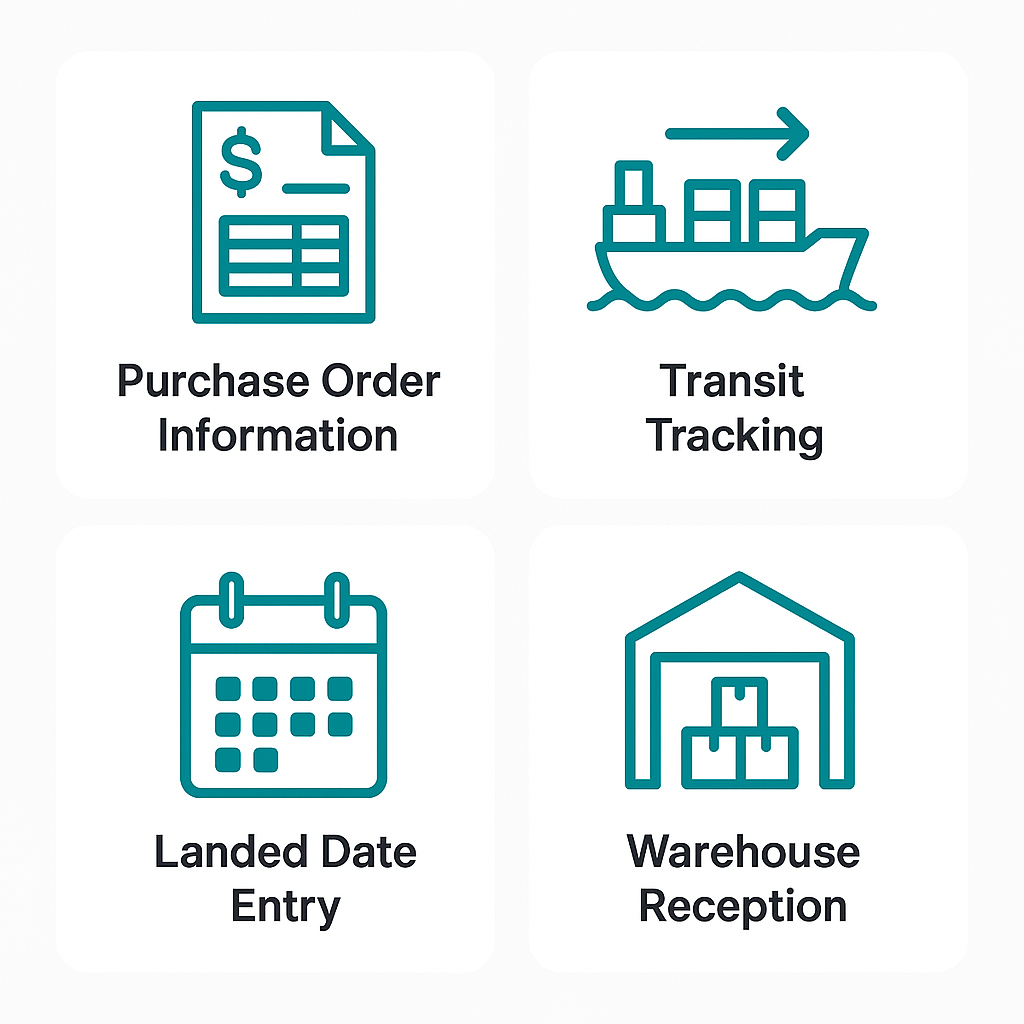 $
Purchase Order
Information
Transit
Tracking
Landed Date
Entry
Warehouse
Reception